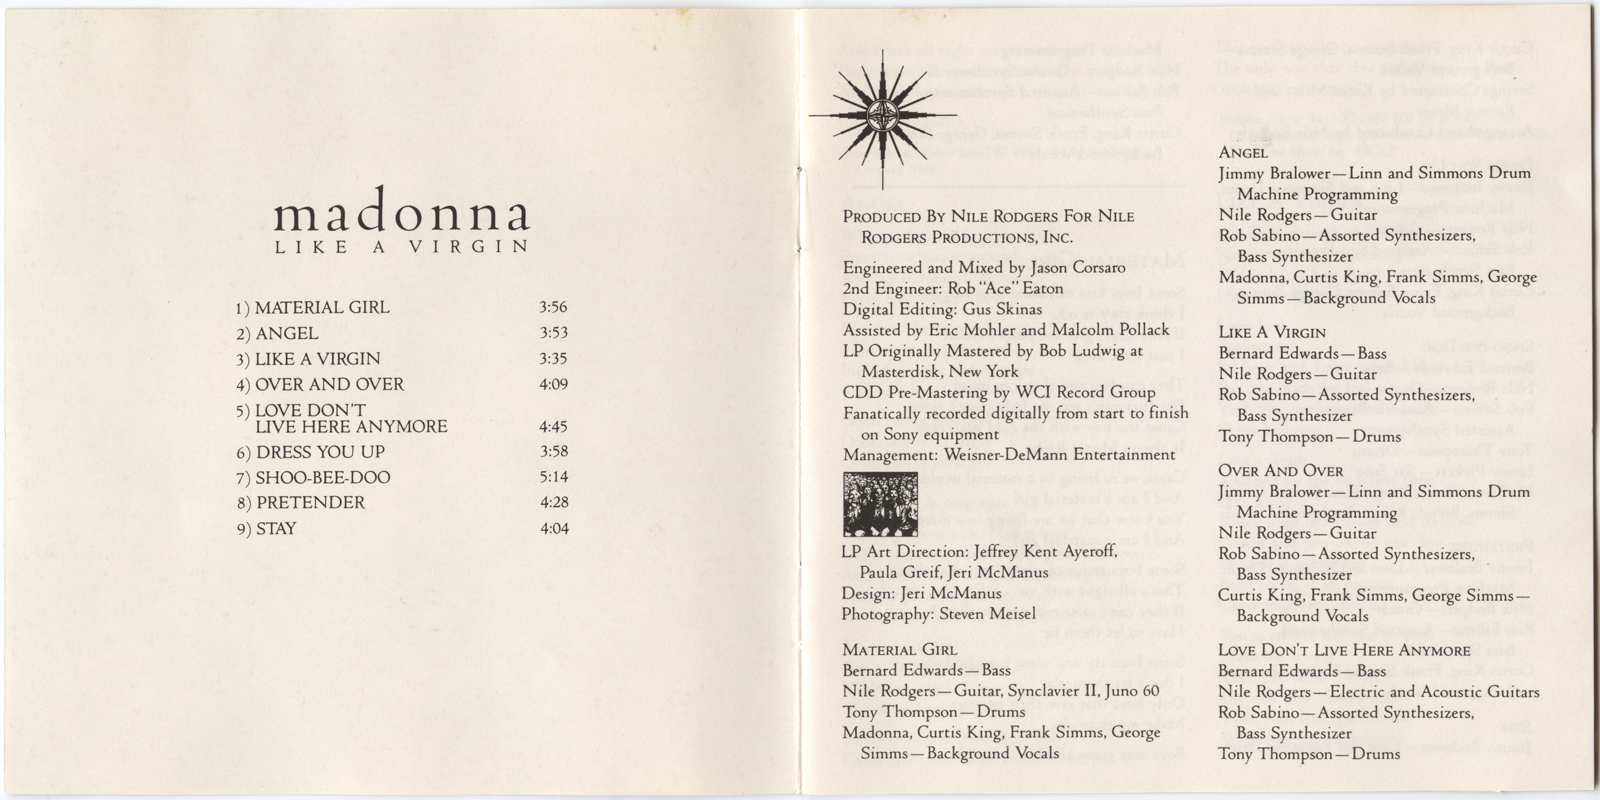 madonna
LIKE A VIRGIN
1) MATERIAL GIRL 3:56
2) ANGEL 3:53
3) LIKE A VIRGIN 3:35
4) OVER AND OVER 4:09
5) LOVE DON'T
LIVE HERE ANYMORE 4:45
6) DRESS YOU UP 3:58
7) SHOO-BEE-DOO 5:14
8) PRETENDER 4:28
9) STAY 4:04
PRODUCED BY NILE RODGERS FOR NILE
RODGERS PRODUCTIONS, INC.
Engineered and Mixed by Jason Corsaro
2nd Engineer: Rob "Ace" Eaton
Digital Editing: Gus Skinas
Assisted by Eric Mohler and Malcolm Pollack
LP Originally Mastered by Bob Ludwig at
Masterdisk, New York
CDD Pre-Mastering by WCI Record Group
Fanatically recorded digitally from start to finish
on Sony equipment
Management: Weisner-DeMann Entertainment
LP Art Direction: Jeffrey Kent Ayeroff,
Paula Greif, Jeri McManus
Design: Jeri McManus
Photography: Steven Meisel
MATERIAL GIRL
Bernard Edwards—Bass
Nile Rodgers—Guitar, Synclavier II, Juno 60
Tony Thompson—Drums
Madonna, Curtis King, Frank Simms, George
Simms—Background Vocals
ANGEL
Jimmy Bralower—Linn and Simmons Drum
Machine Programming
Nile Rodgers—Guitar
Rob Sabino—Assorted Synthesizers,
Bass Synthesizer
Madonna, Curtis King, Frank Simms, George
Simms—Background Vocals
LIKE A VIRGIN
Bernard Edwards—Bass
Nile Rodgers—Guitar
Rob Sabino—Assorted Synthesizers,
Bass Synthesizer
Tony Thompson—Drums
OVER AND OVER
Jimmy Bralower—Linn and Simmons Drum
Machine Programming
Nile Rodgers—Guitar
Rob Sabino—Assorted Synthesizers,
Bass Synthesizer
Curtis King, Frank Simms, George Simms—
Background Vocals
LOVE DON'T LIVE HERE ANYMORE
Bernard Edwards—Bass
Nile Rodgers—Electric and Acoustic Guitars
Rob Sabino—Assorted Synthesizers,
Bass Synthesizer
Tony Thompson—Drums